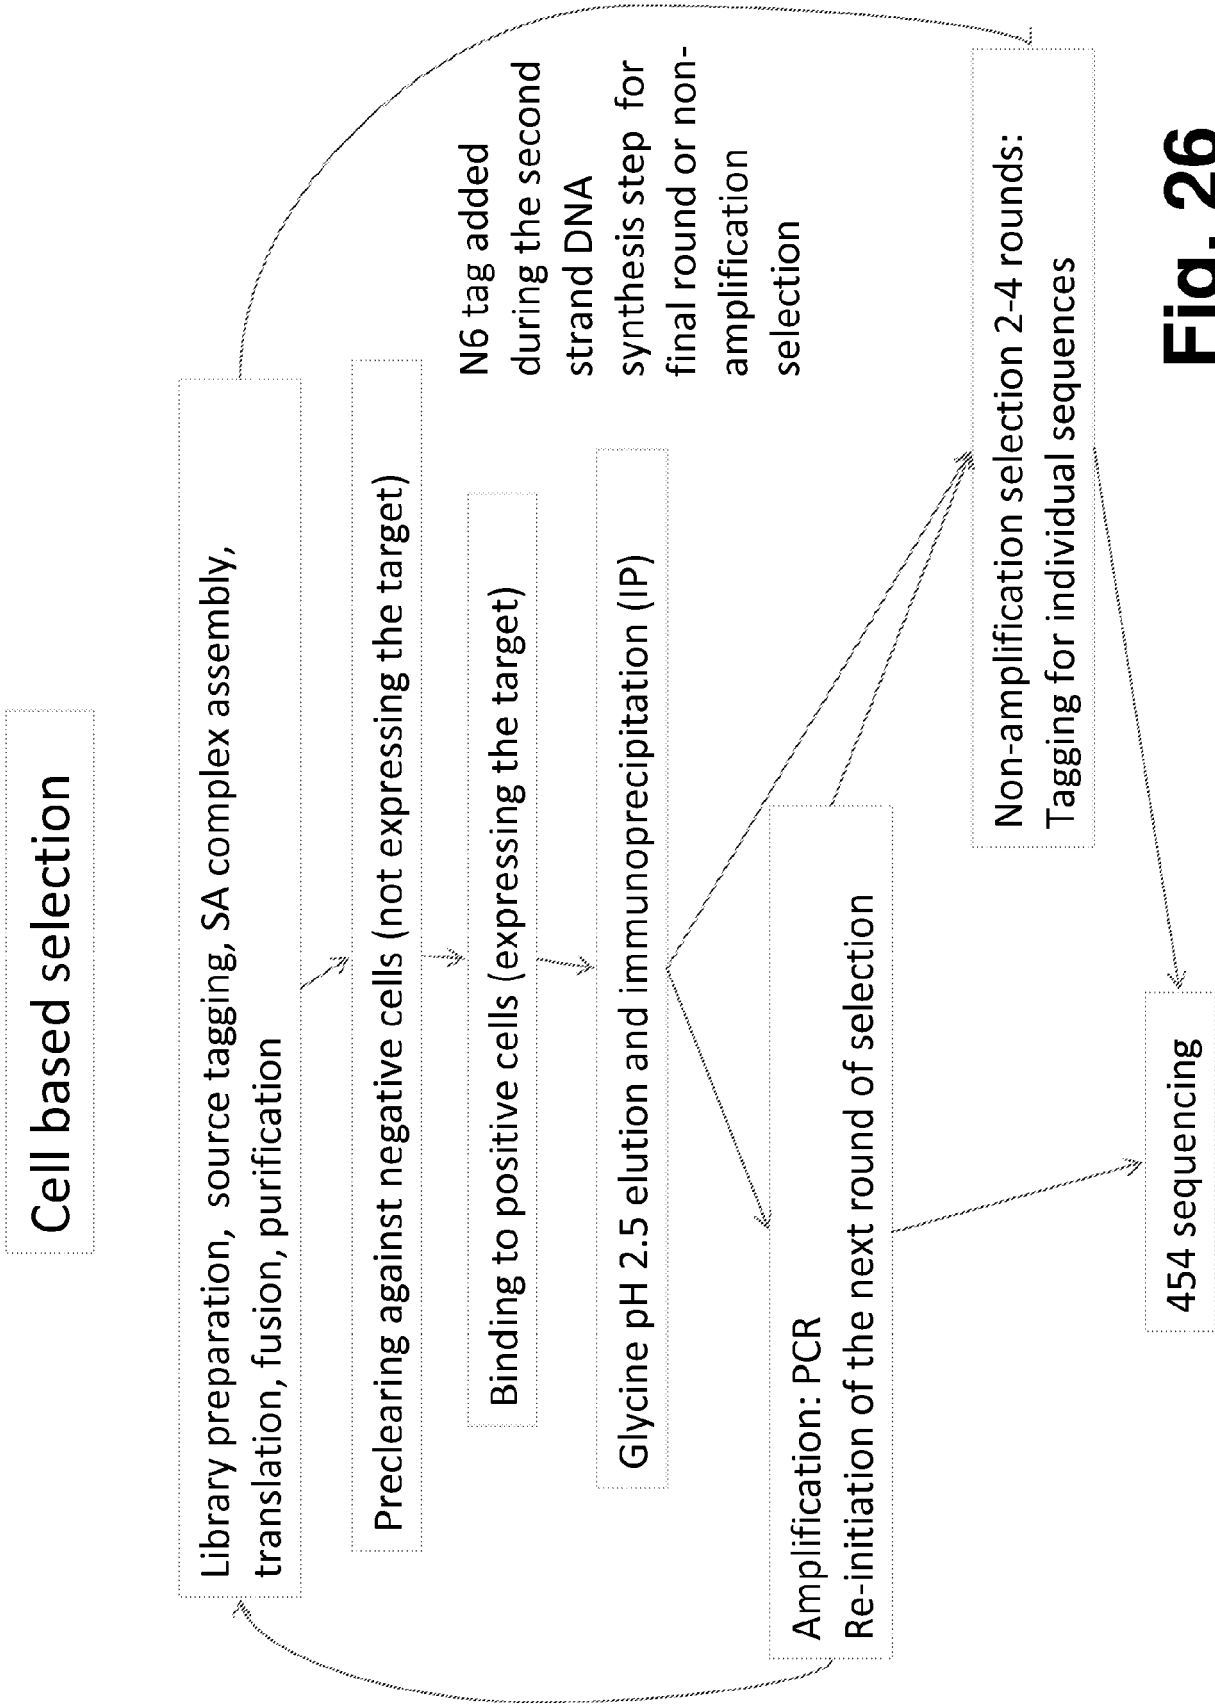 Cell based selection
Library preparation, source tagging, SA complex assembly,
translation, fusion, purification
Preclearing against negative cells (not expressing the target)
Binding to positive cells (expressing the target)
N6 tag added
during the second
strand DNA
synthesis step for
final round or non-
amplification
selection
Glycine pH 2.5 elution and immunoprecipitation (IP)
Amplification: PCR
Re-initiation of the next round of selection
Non-amplification selection 2-4 rounds:
Tagging for individual sequences
454 sequencing
Fig. 26